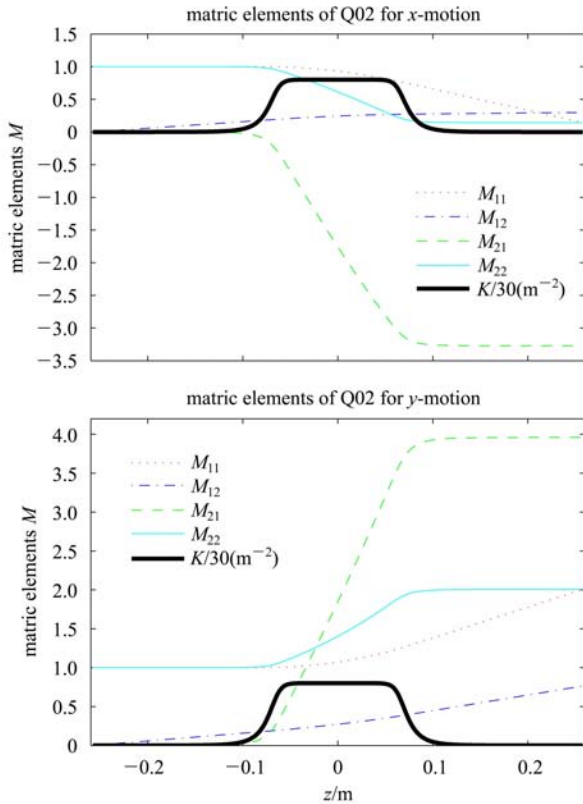 matric elements of Q02 for x-motion
1.5
1.0
0.5
0
−0.5
−1.0
−1.5
−2.0
−2.5
−3.0
−3.5
matric elements M
M11
M12
M21
M22
K/30(m−2)
matric elements of Q02 for y-motion
4.0
3.5
3.0
2.5
2.0
1.5
1.0
0.5
0
matric elements M
M11
M12
M21
M22
K/30(m−2)
−0.2 −0.1 0 0.1 0.2
z/m